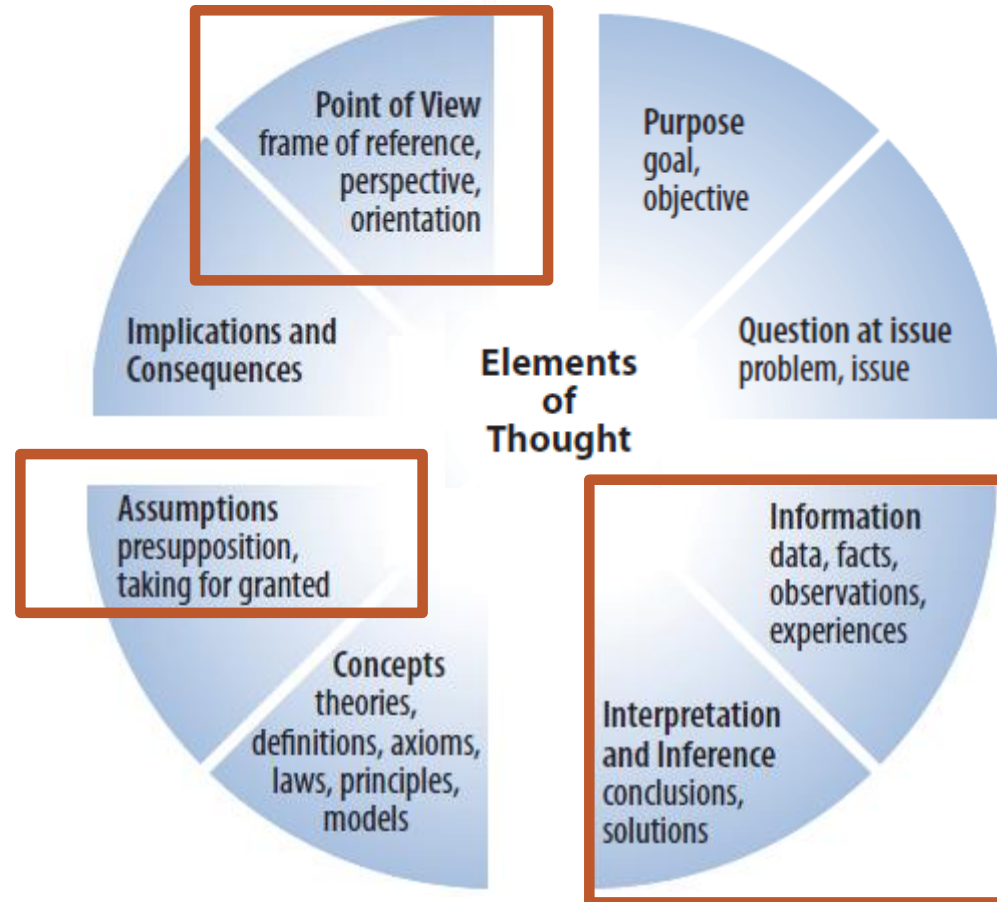 Point of View
frame of reference,
perspective,
orientation
Purpose
goal,
objective
Implications and
Consequences
Question at issue
problem, issue
Elements
of
Thought
Assumptions
presupposition,
taking for granted
Information
data, facts,
observations,
experiences
Concepts
theories,
definitions, axioms,
laws, principles,
models
Interpretation
and Inference
conclusions,
solutions